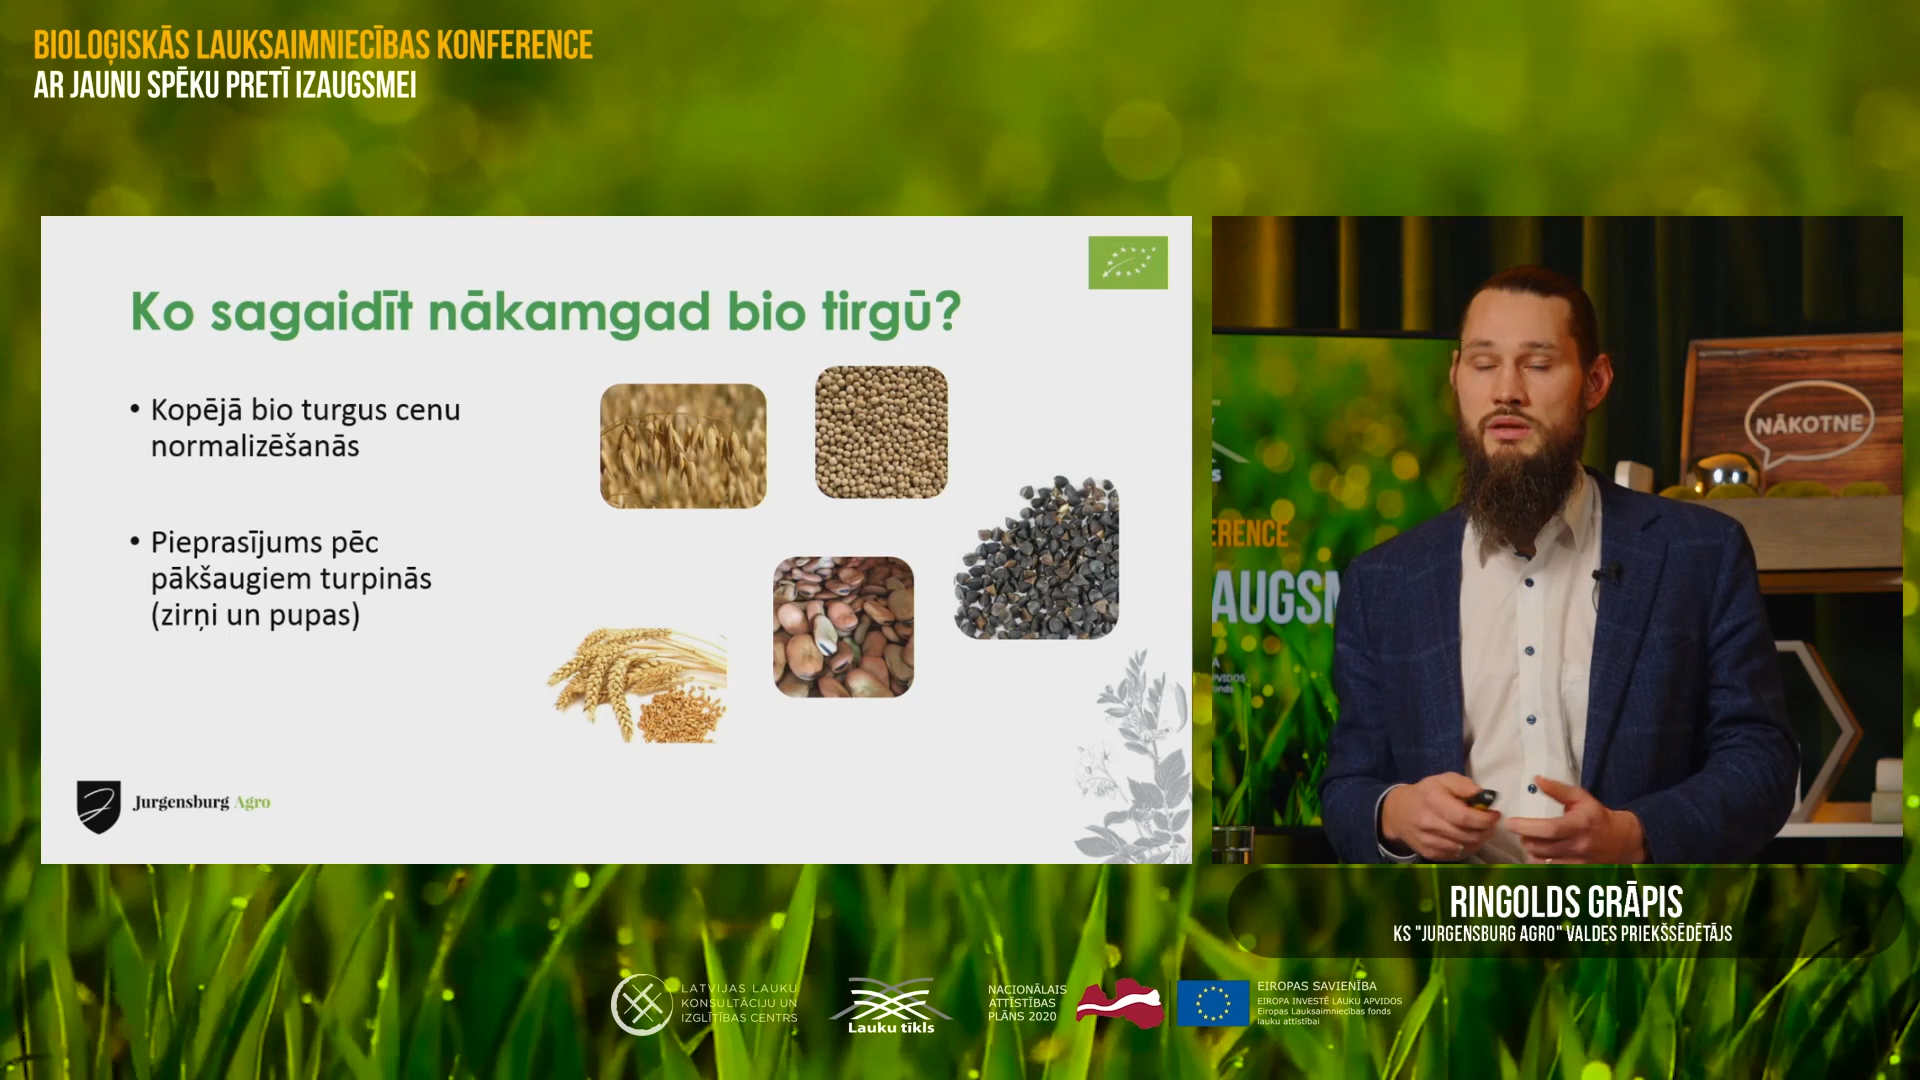 BIOLOĢISKĀS LAUKSAIMNIECĪBAS KONFERENCE
AR JAUNU SPĒKU PRETĪ IZAUGSMEI
Ko sagaidīt nākamgad bio tirgū?
• Kopējā bio turgus cenu
normalizēšanās
• Pieprasījums pēc
pākšaugiem turpinās
(zirņi un pupas)
Jurgensburg Agro
NĀKOTNE
ERENCE
AUGSM
RINGOLDS GRĀPIS
KS "JURGENSBURG AGRO" VALDES PRIEKŠSĒDĒTĀJS
LATVIJAS LAUKU
KONSULTĀCIJU UN
IZGLĪTĪBAS CENTRS
Lauku tīkls
NACIONĀLAIS
ATTĪSTĪBAS
PLĀNS 2020
EIROPAS SAVIENĪBA
EIROPA INVESTĒ LAUKU APVIDOS
Eiropas Lauksaimniecības fonds
lauku attīstībai